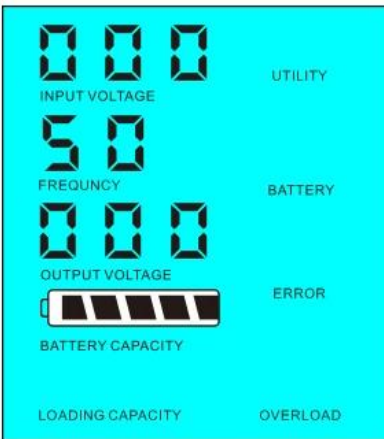 000
UTILITY
INPUT VOLTAGE
50
FREQUNCY
BATTERY
000
OUTPUT VOLTAGE
ERROR
BATTERY CAPACITY
LOADING CAPACITY OVERLOAD